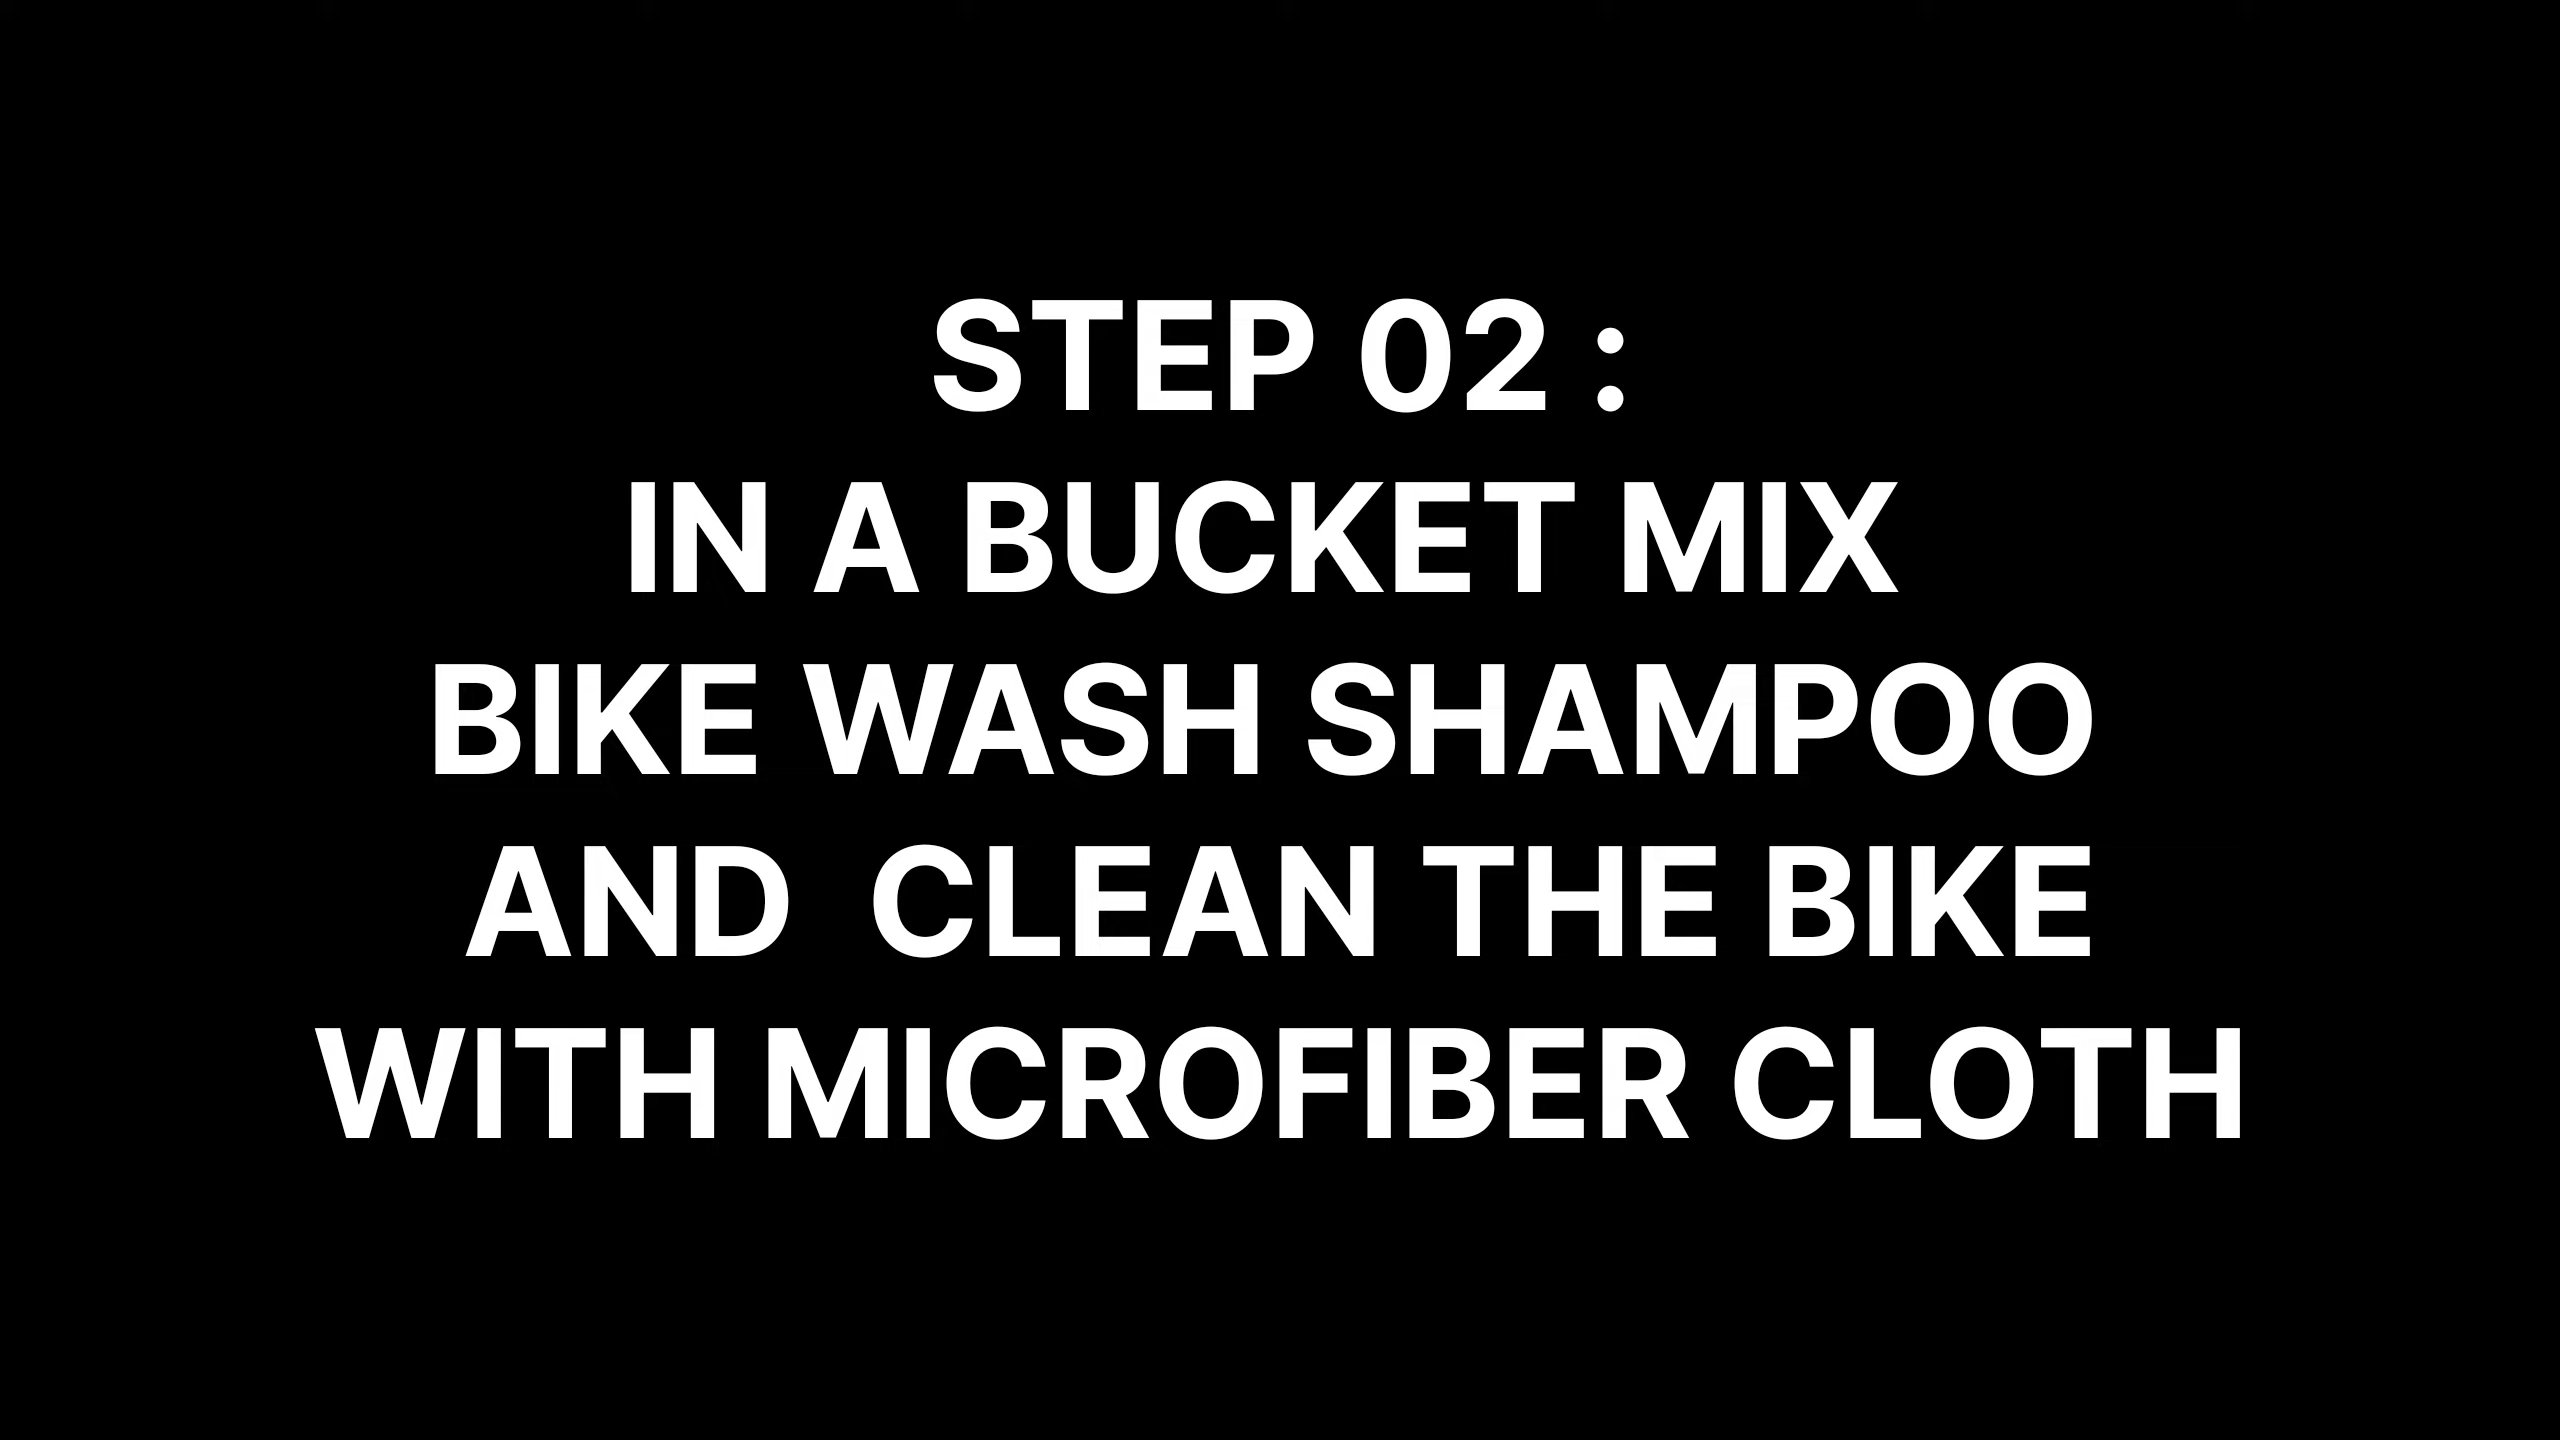 STEP 02 :
IN A BUCKET MIX
BIKE WASH SHAMPOO
AND  CLEAN THE BIKE
WITH MICROFIBER CLOTH